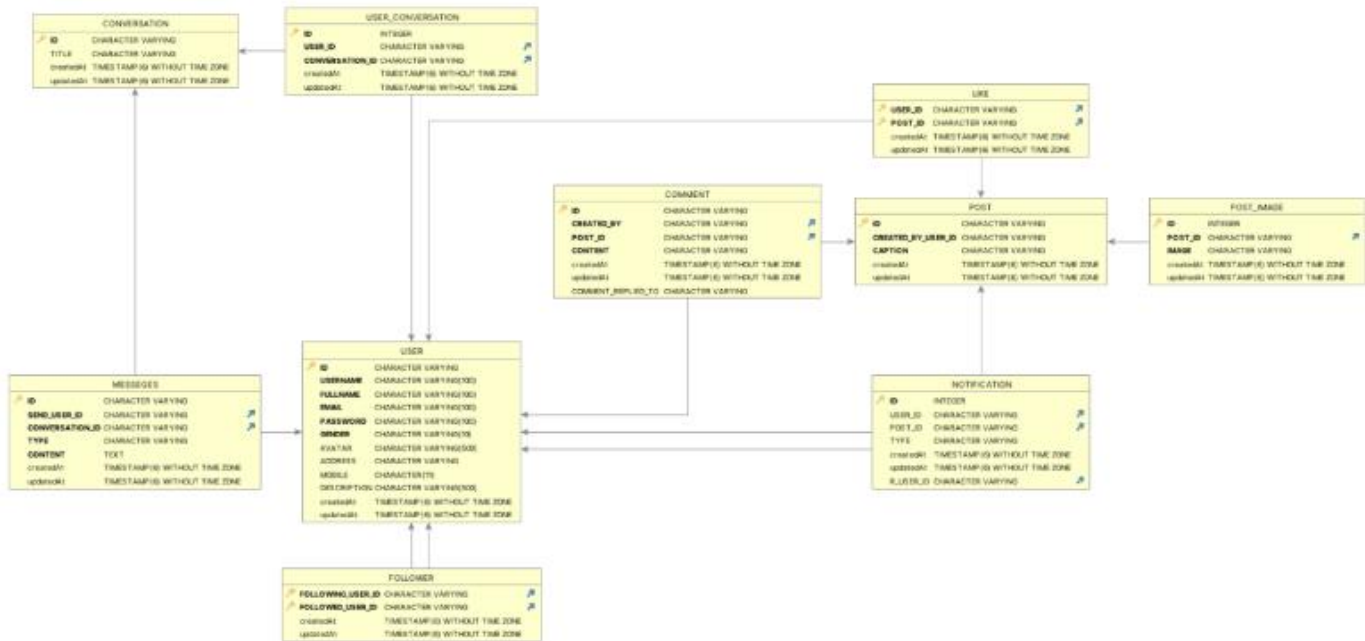 CONVERSATION
ID CHARACTER VARYING
TITLE CHARACTER VARYING
createdAt TIMESTAMP(6) WITHOUT TIME ZONE
updatedAt TIMESTAMP(6) WITHOUT TIME ZONE
USER_CONVERSATION
ID INTEGER
USER_ID CHARACTER VARYING
CONVERSATION_ID CHARACTER VARYING
createdAt TIMESTAMP(6) WITHOUT TIME ZONE
updatedAt TIMESTAMP(6) WITHOUT TIME ZONE
LIKE
USER_ID CHARACTER VARYING
POST_ID CHARACTER VARYING
createdAt TIMESTAMP(6) WITHOUT TIME ZONE
updatedAt TIMESTAMP(6) WITHOUT TIME ZONE
COMMENT
ID CHARACTER VARYING
CREATED_BY CHARACTER VARYING
POST_ID CHARACTER VARYING
CONTENT CHARACTER VARYING
createdAt TIMESTAMP(6) WITHOUT TIME ZONE
updatedAt TIMESTAMP(6) WITHOUT TIME ZONE
COMMENT_REPLIED_TO CHARACTER VARYING
POST
ID CHARACTER VARYING
CREATED_BY_USER_ID CHARACTER VARYING
CAPTION CHARACTER VARYING
createdAt TIMESTAMP(6) WITHOUT TIME ZONE
updatedAt TIMESTAMP(6) WITHOUT TIME ZONE
POST_IMAGE
ID INTEGER
POST_ID CHARACTER VARYING
IMAGE CHARACTER VARYING
createdAt TIMESTAMP(6) WITHOUT TIME ZONE
updatedAt TIMESTAMP(6) WITHOUT TIME ZONE
MESSEGES
ID CHARACTER VARYING
SEND_USER_ID CHARACTER VARYING
CONVERSATION_ID CHARACTER VARYING
TYPE CHARACTER VARYING
CONTENT TEXT
createdAt TIMESTAMP(6) WITHOUT TIME ZONE
updatedAt TIMESTAMP(6) WITHOUT TIME ZONE
USER
ID CHARACTER VARYING
USERNAME CHARACTER VARYING(100)
FULLNAME CHARACTER VARYING(100)
EMAIL CHARACTER VARYING(100)
PASSWORD CHARACTER VARYING(100)
GENDER CHARACTER VARYING
AVATAR CHARACTER VARYING(500)
ADDRESS CHARACTER VARYING
MOBILE CHARACTER(11)
DESCRIPTION CHARACTER VARYING(500)
createdAt TIMESTAMP(6) WITHOUT TIME ZONE
updatedAt TIMESTAMP(6) WITHOUT TIME ZONE
NOTIFICATION
ID INTEGER
USER_ID CHARACTER VARYING
POST_ID CHARACTER VARYING
TYPE CHARACTER VARYING
createdAt TIMESTAMP(6) WITHOUT TIME ZONE
updatedAt TIMESTAMP(6) WITHOUT TIME ZONE
R_USER_ID CHARACTER VARYING
FOLLOWER
FOLLOWING_USER_ID CHARACTER VARYING
FOLLOWED_USER_ID CHARACTER VARYING
createdAt TIMESTAMP(6) WITHOUT TIME ZONE
updatedAt TIMESTAMP(6) WITHOUT TIME ZONE